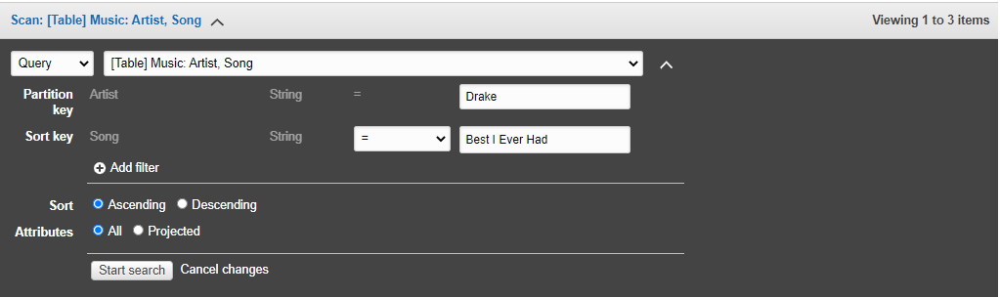 Scan: [Table] Music: Artist, Song Viewing 1 to 3 items
Query [Table] Music: Artist, Song
Partition key Artist String = Drake
Sort key Song String = Best I Ever Had
Add filter
Sort Ascending Descending
Attributes All Projected
Start search Cancel changes